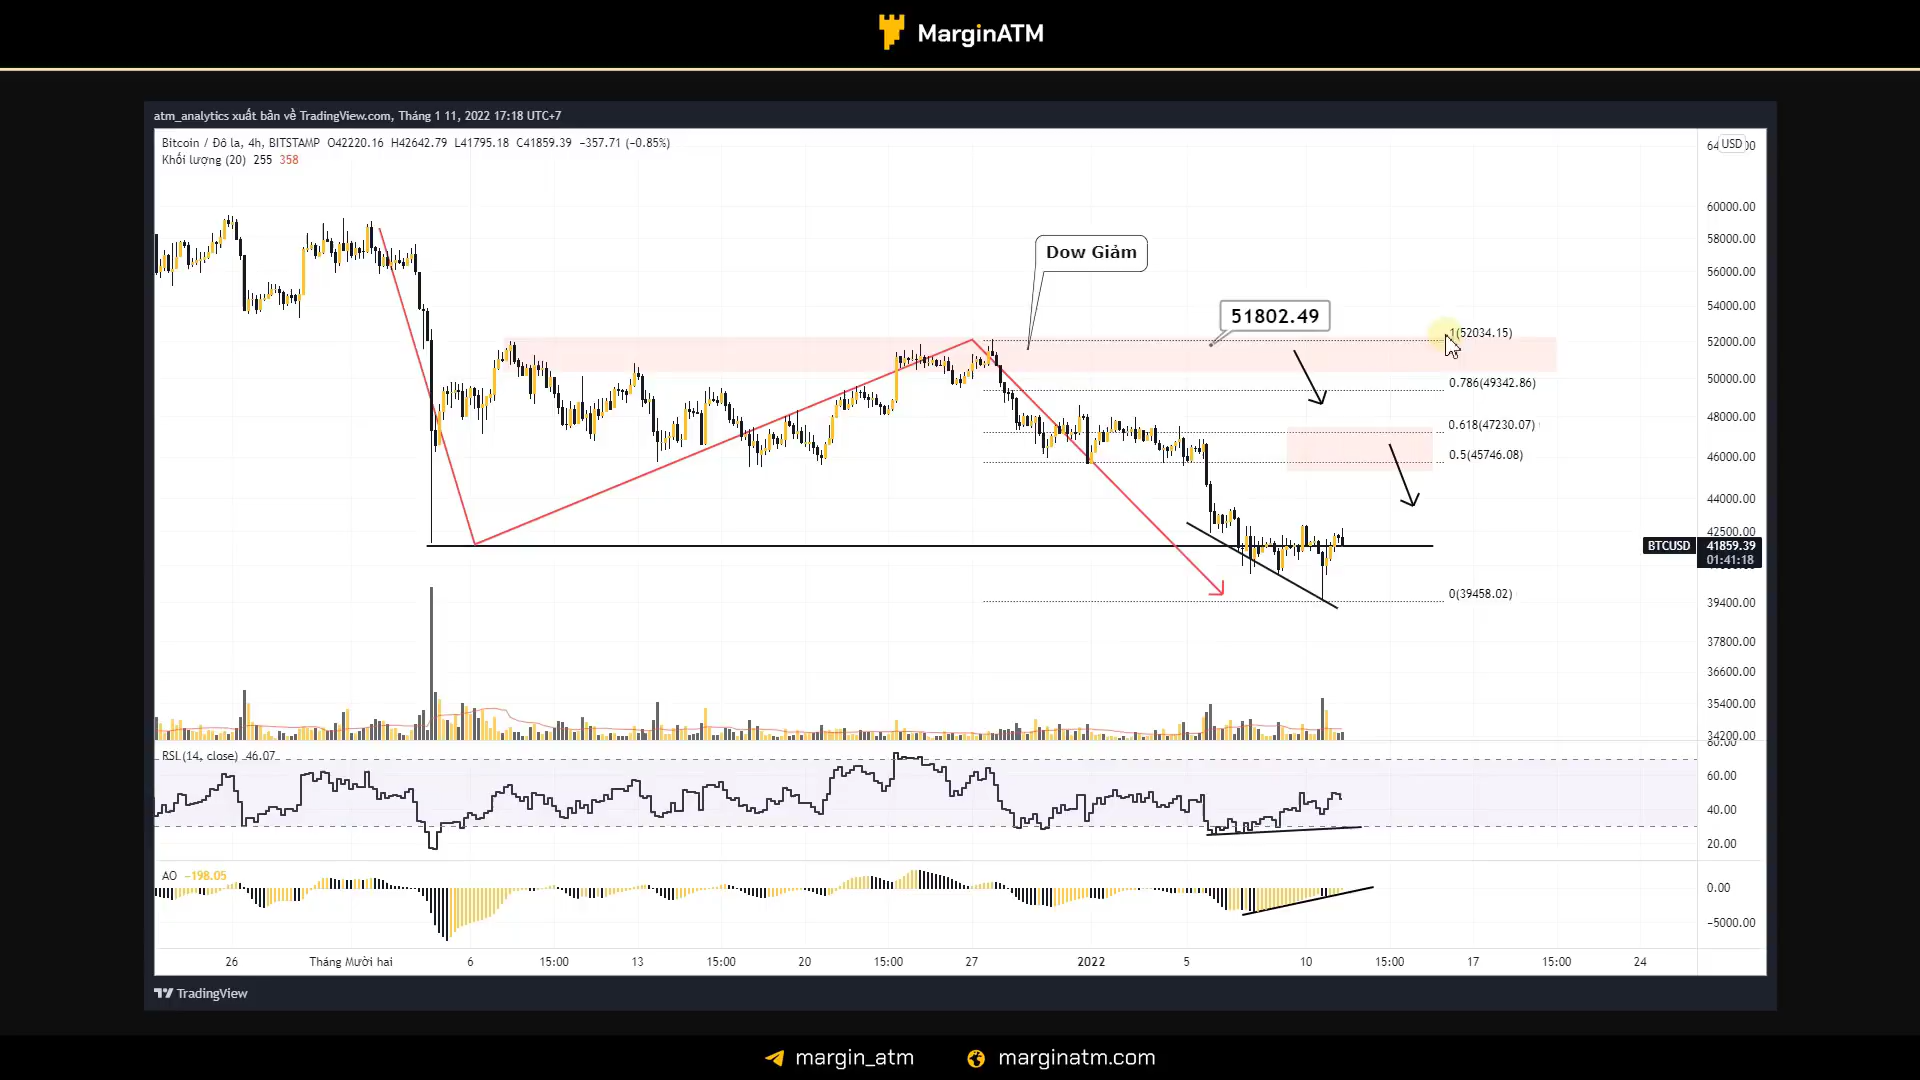 MarginATM
atm_analytics xuất bản về TradingView.com, Tháng 1 11, 2022 17:18 UTC+7
Bitcoin / Đô la, 4h, BITSTAMP O42220.16 H42642.79 L41795.18 C41859.39 −357.71 (−0.85%)
Khối lượng (20) 255 358
USD
60000.00
58000.00
Dow Giảm
56000.00
54000.00
51802.49
1(52034.15)
52000.00
50000.00
0.786(49342.86)
48000.00
0.618(47230.07)
46000.00
0.5(45746.08)
44000.00
42500.00
BTCUSD 41859.39
01:41:18
0(39458.02)
39400.00
37800.00
36600.00
35400.00
34200.00
80.00
RSI (14, close) 46.07
60.00
40.00
20.00
AO −198.05
0.00
−5000.00
26 Tháng Mười hai 6 15:00 13 15:00 20 15:00 27 2022 5 10 15:00 17 15:00 24
TradingView
margin_atm marginatm.com